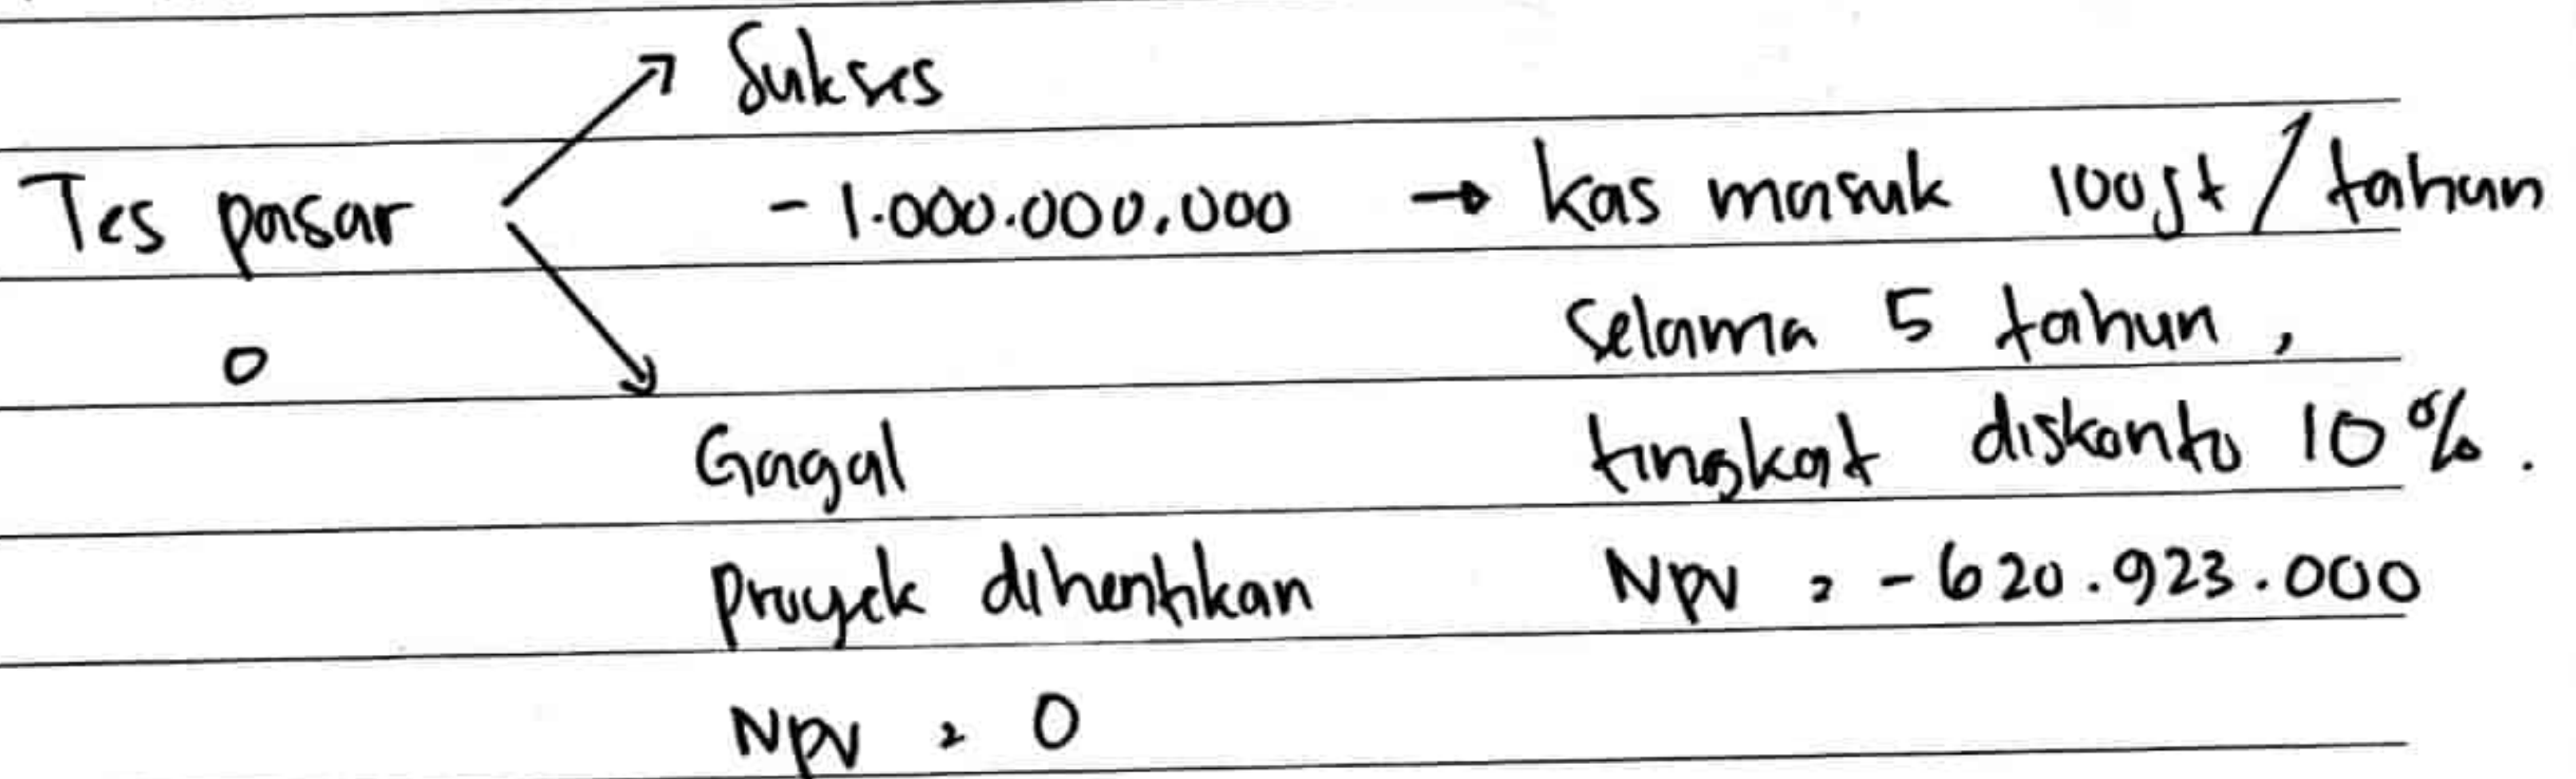 Sukses
Tes pasar - 1.000.000.000 → Kas masuk 100jt / tahun
0 Selama 5 tahun ,
Gagal tingkat diskonto 10% .
Proyek dihentikan NPV = - 620.923.000
NPV = 0